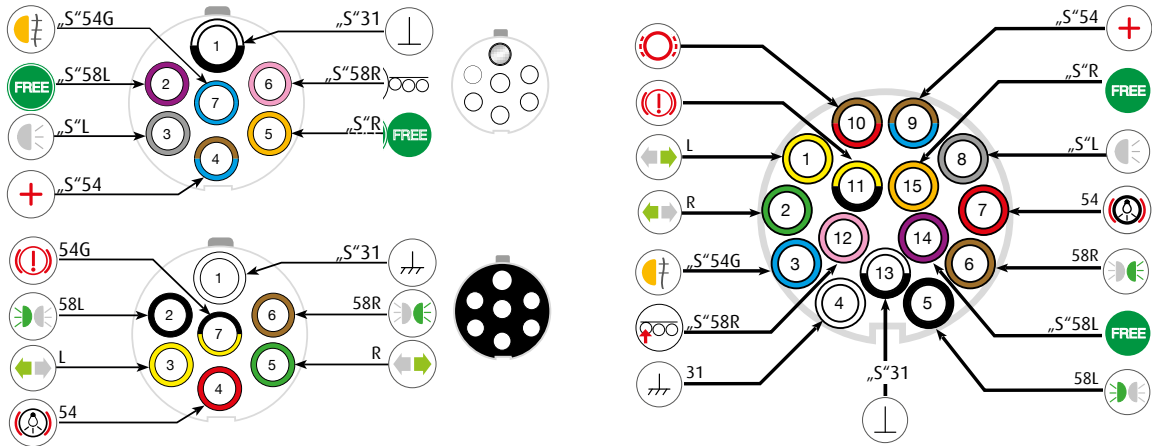 „S“54G
„S“31
1
„S“58L
FREE
2
„S“58R
6
7
„S“L
3
„S“R
FREE
5
4
„S“54
54G
„S“31
1
58L
2
58R
6
7
L
3
R
5
4
54
„S“54
„S“R
FREE
10
9
L
1
„S“L
8
11
15
R
2
54
7
12
14
„S“54G
3
58R
6
13
„S“58R
4
5
„S“58L
FREE
31
„S“31
58L